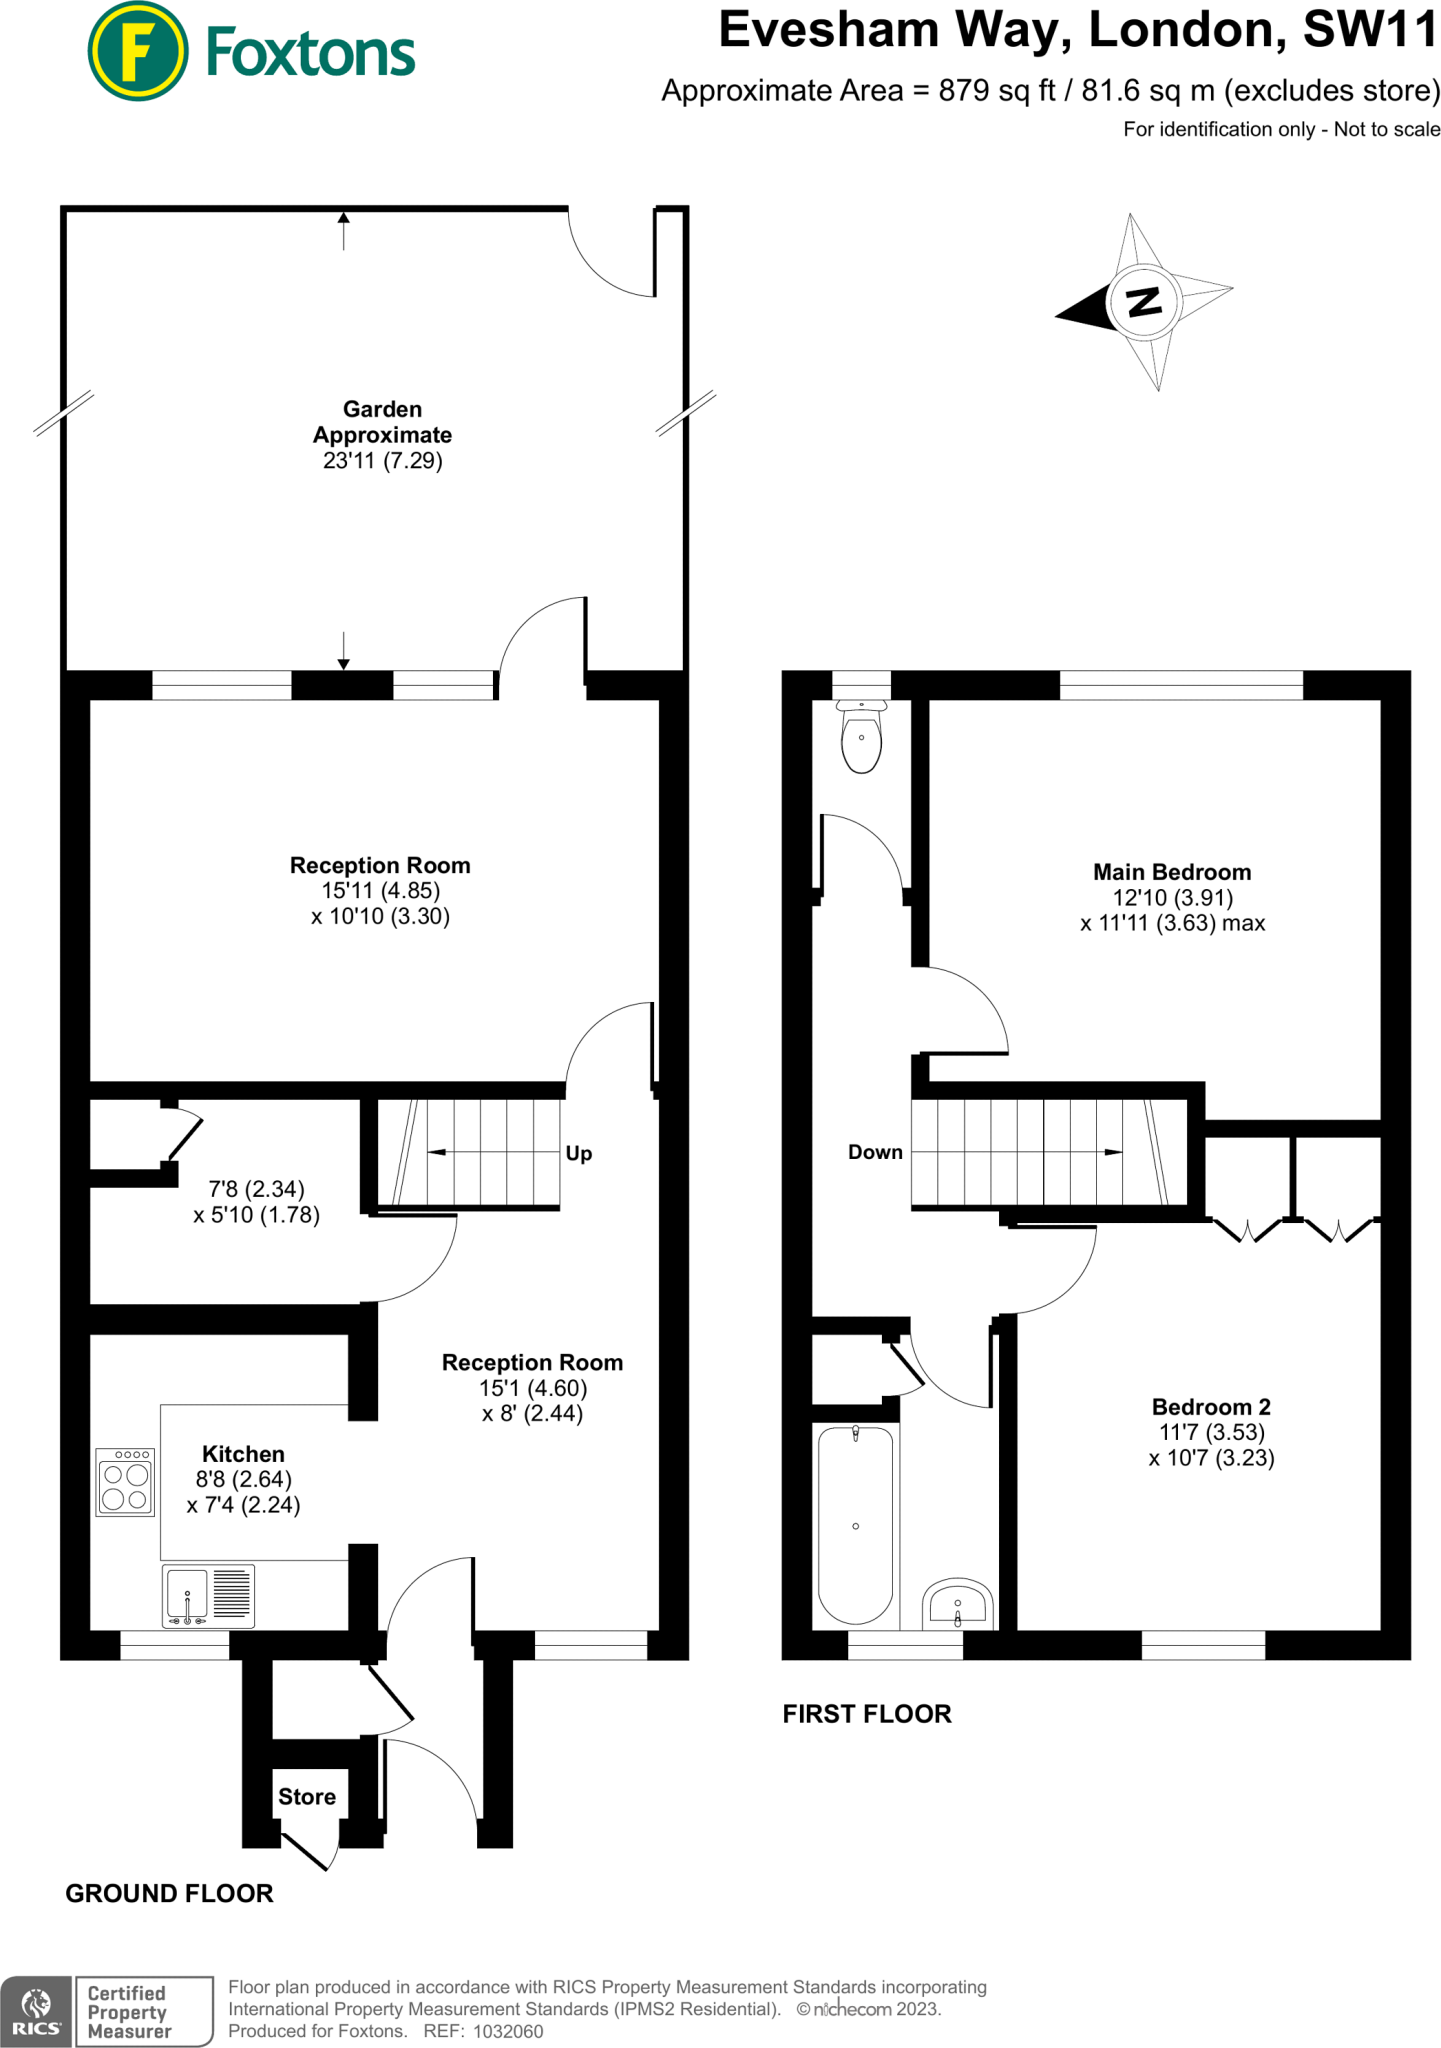 F Foxtons
Evesham Way, London, SW11
Approximate Area = 879 sq ft / 81.6 sq m (excludes store)
For identification only - Not to scale
N
Garden
Approximate
23'11 (7.29)
Reception Room
15'11 (4.85)
x 10'10 (3.30)
Up
7'8 (2.34)
x 5'10 (1.78)
Reception Room
15'1 (4.60)
x 8' (2.44)
Kitchen
8'8 (2.64)
x 7'4 (2.24)
Store
GROUND FLOOR
Main Bedroom
12'10 (3.91)
x 11'11 (3.63) max
Down
Bedroom 2
11'7 (3.53)
x 10'7 (3.23)
FIRST FLOOR
RICS
Certified
Property
Measurer
Floor plan produced in accordance with RICS Property Measurement Standards incorporating
International Property Measurement Standards (IPMS2 Residential). © nichecom 2023.
Produced for Foxtons. REF: 1032060